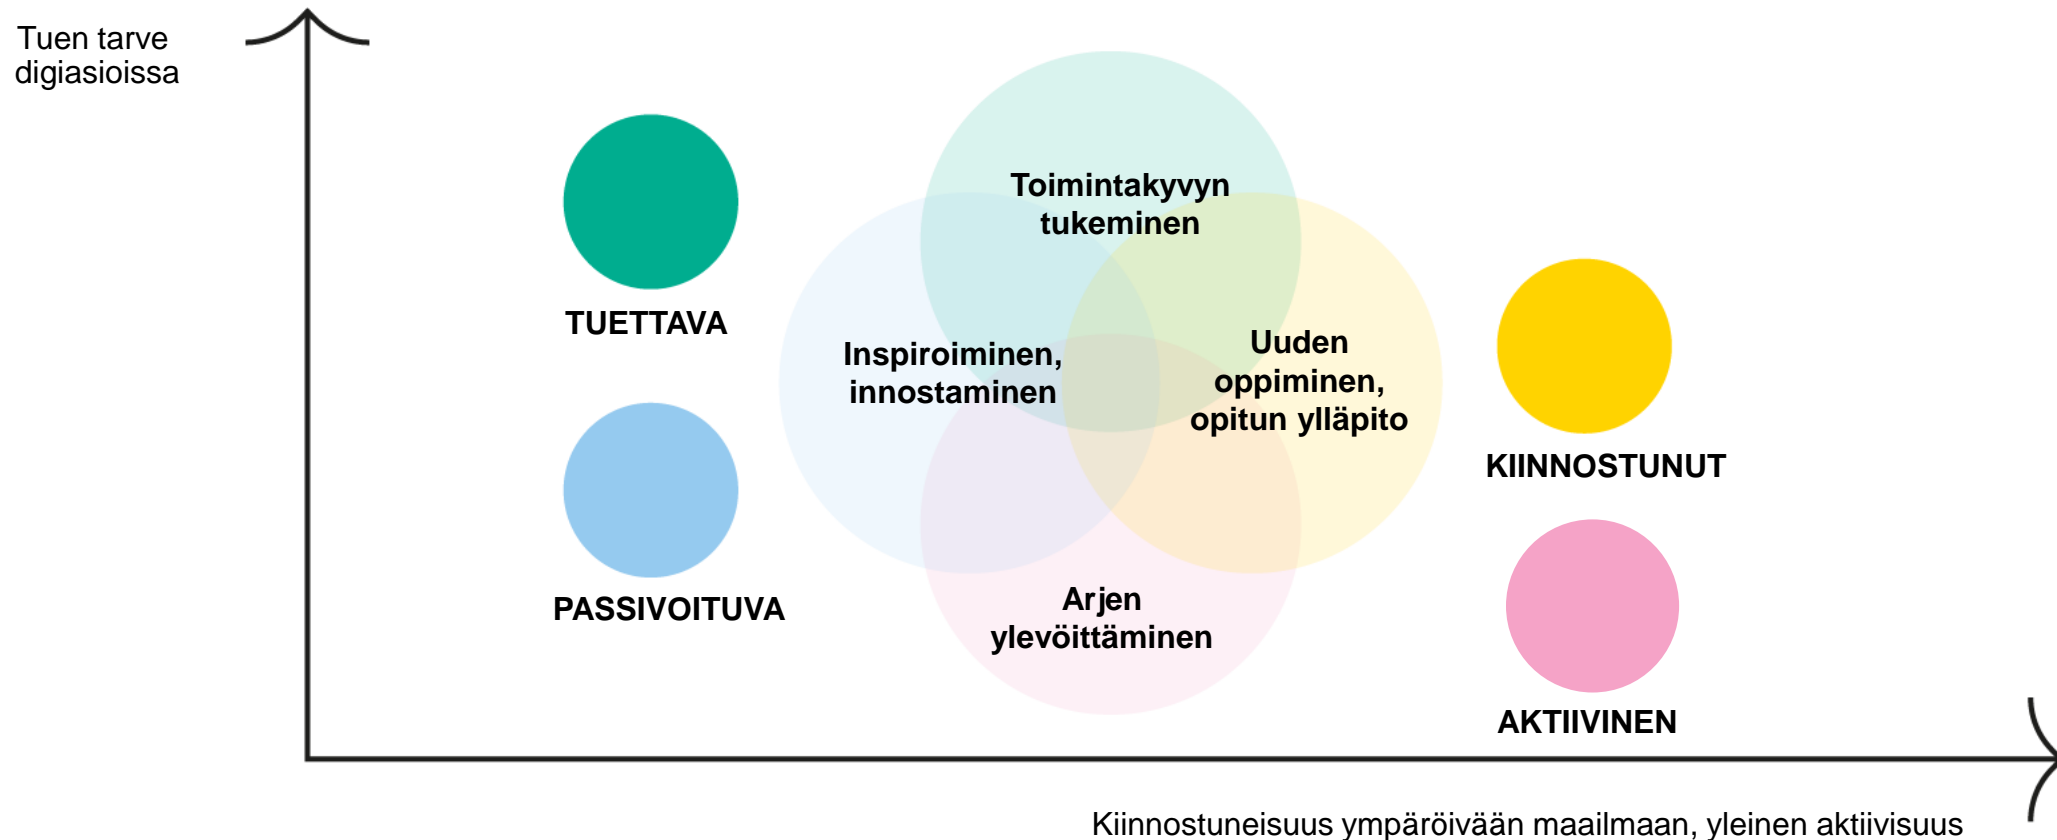 Tuen tarve
digiasioissa
Toimintakyvyn
tukeminen
TUETTAVA
Inspiroiminen,
innostaminen
Uuden
oppiminen,
opitun ylläpito
KIINNOSTUNUT
PASSIVOITUVA
Arjen
ylevöittäminen
AKTIIVINEN
Kiinnostuneisuus ympäröivään maailmaan, yleinen aktiivisuus